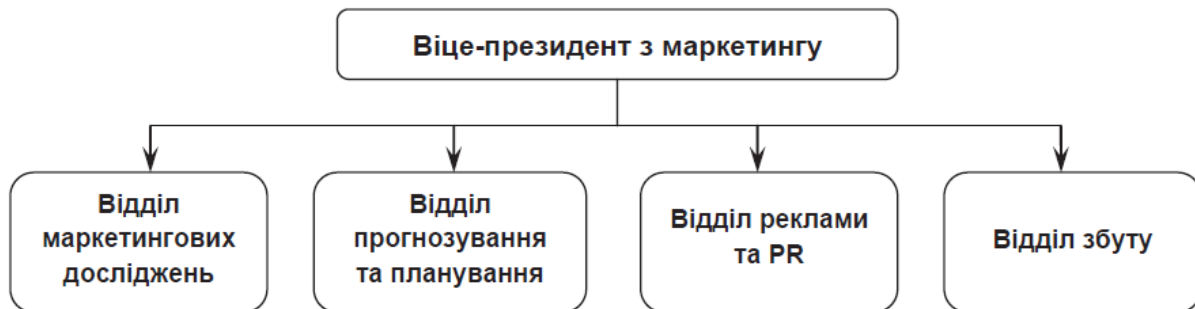 Віце-президент з маркетингу
Відділ
маркетингових
досліджень
Відділ
прогнозування
та планування
Відділ реклами
та PR
Відділ збуту